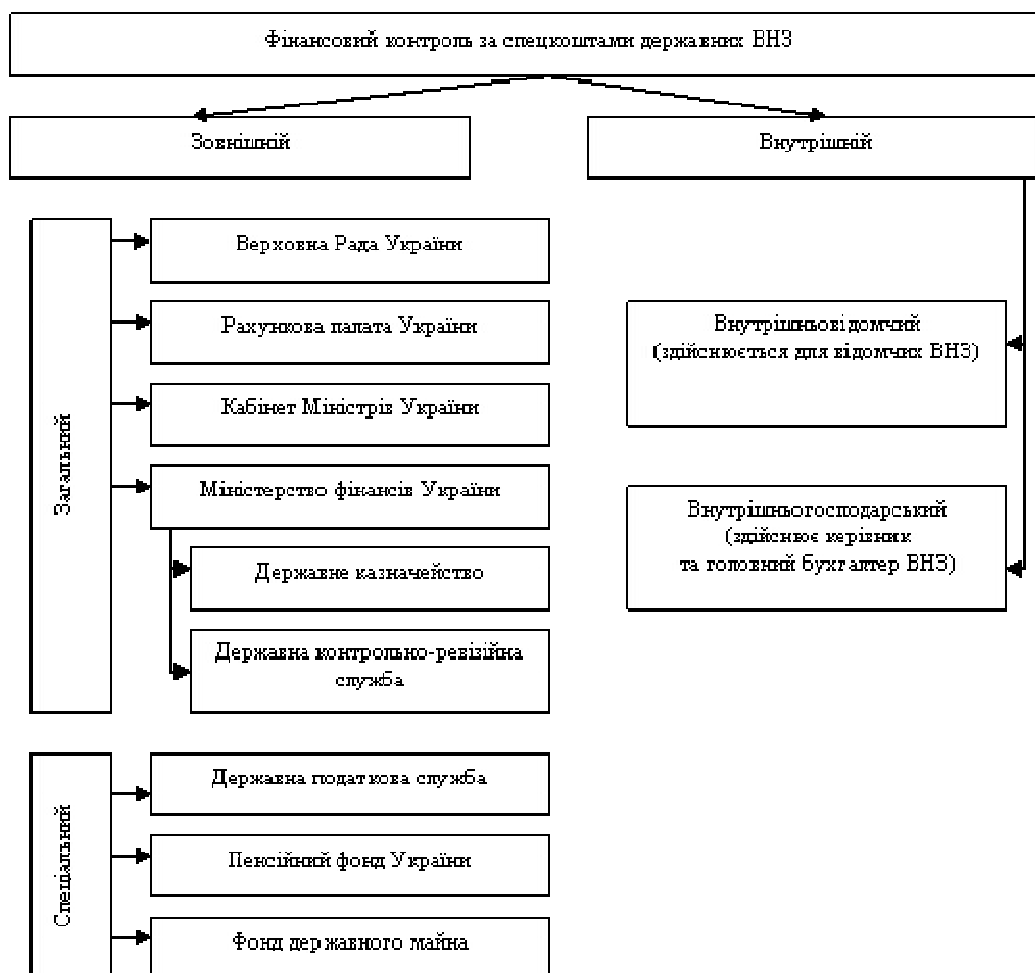 Фінансовий контроль за спецкоштами державних ВНЗ
Зовнішній
Внутрішній
Загальний
Верховна Рада України
Рахункова палата України
Кабінет Міністрів України
Міністерство фінансів України
Державне казначейство
Державна контрольно-ревізійна
служба
Внутрішньовідомчий
(здійснюється для відомчих ВНЗ)
Внутрішньогосподарський
(здійснює керівник
та головний бухгалтер ВНЗ)
Спеціальний
Державна податкова служба
Пенсійний фонд України
Фонд державного майна